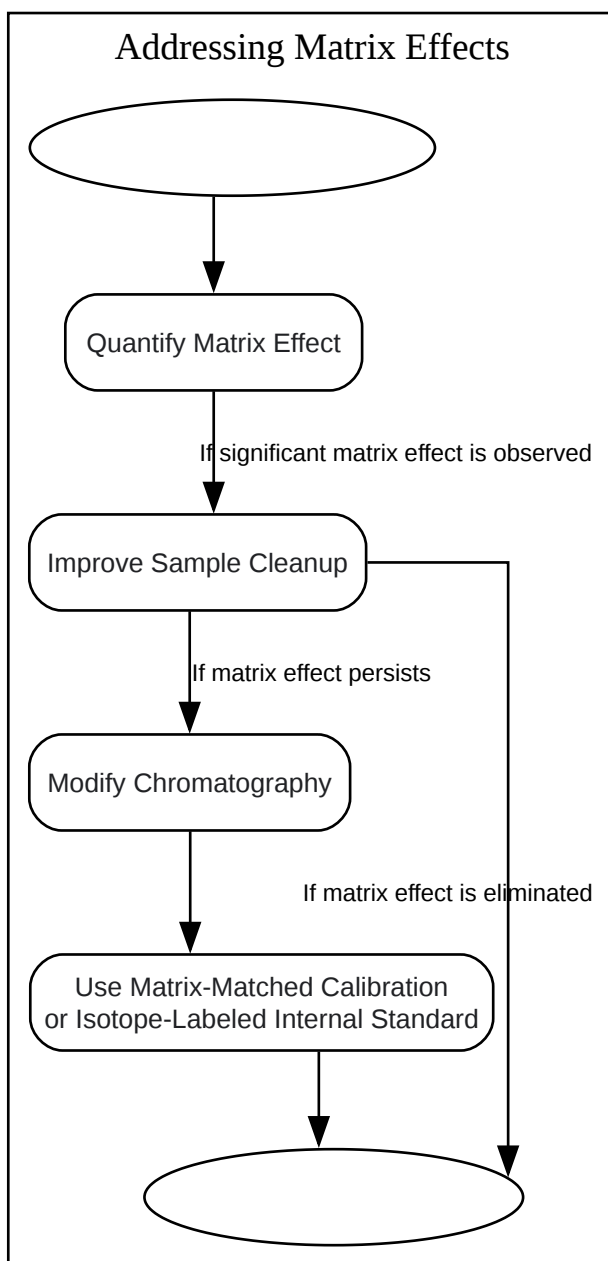 Addressing Matrix Effects
Quantify Matrix Effect
If significant matrix effect is observed
Improve Sample Cleanup
If matrix effect persists
Modify Chromatography
If matrix effect is eliminated
Use Matrix-Matched Calibration
or Isotope-Labeled Internal Standard